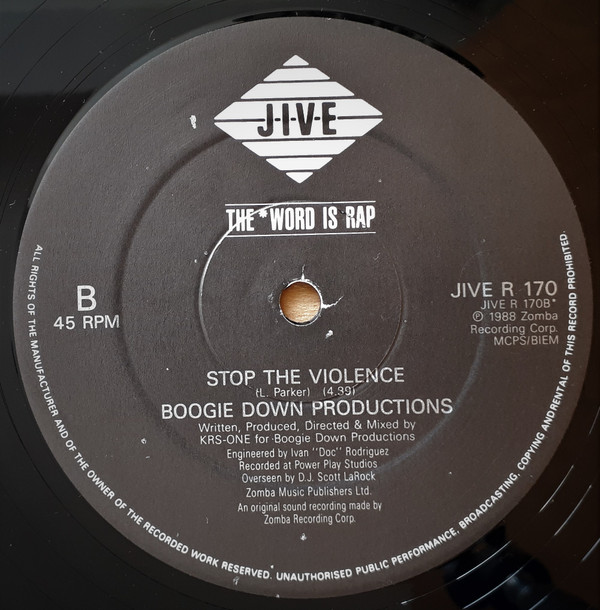 J·I·V·E
THE *WORD IS RAP
B
45 RPM
JIVE R 170
JIVE R 170B*
℗ 1988 Zomba
Recording Corp.
MCPS/BIEM
STOP THE VIOLENCE
(L. Parker) (4.39)
BOOGIE DOWN PRODUCTIONS
Written, Produced, Directed & Mixed by
KRS-ONE for Boogie Down Productions
Engineered by Ivan "Doc" Rodriguez
Recorded at Power Play Studios
Overseen by D.J. Scott LaRock
Zomba Music Publishers Ltd.
An original sound recording made by
Zomba Recording Corp.
ALL RIGHTS OF THE MANUFACTURER AND OF THE OWNER OF THE RECORDED WORK RESERVED. UNAUTHORISED PUBLIC PERFORMANCE, BROADCASTING, COPYING AND RENTAL OF THIS RECORD PROHIBITED.